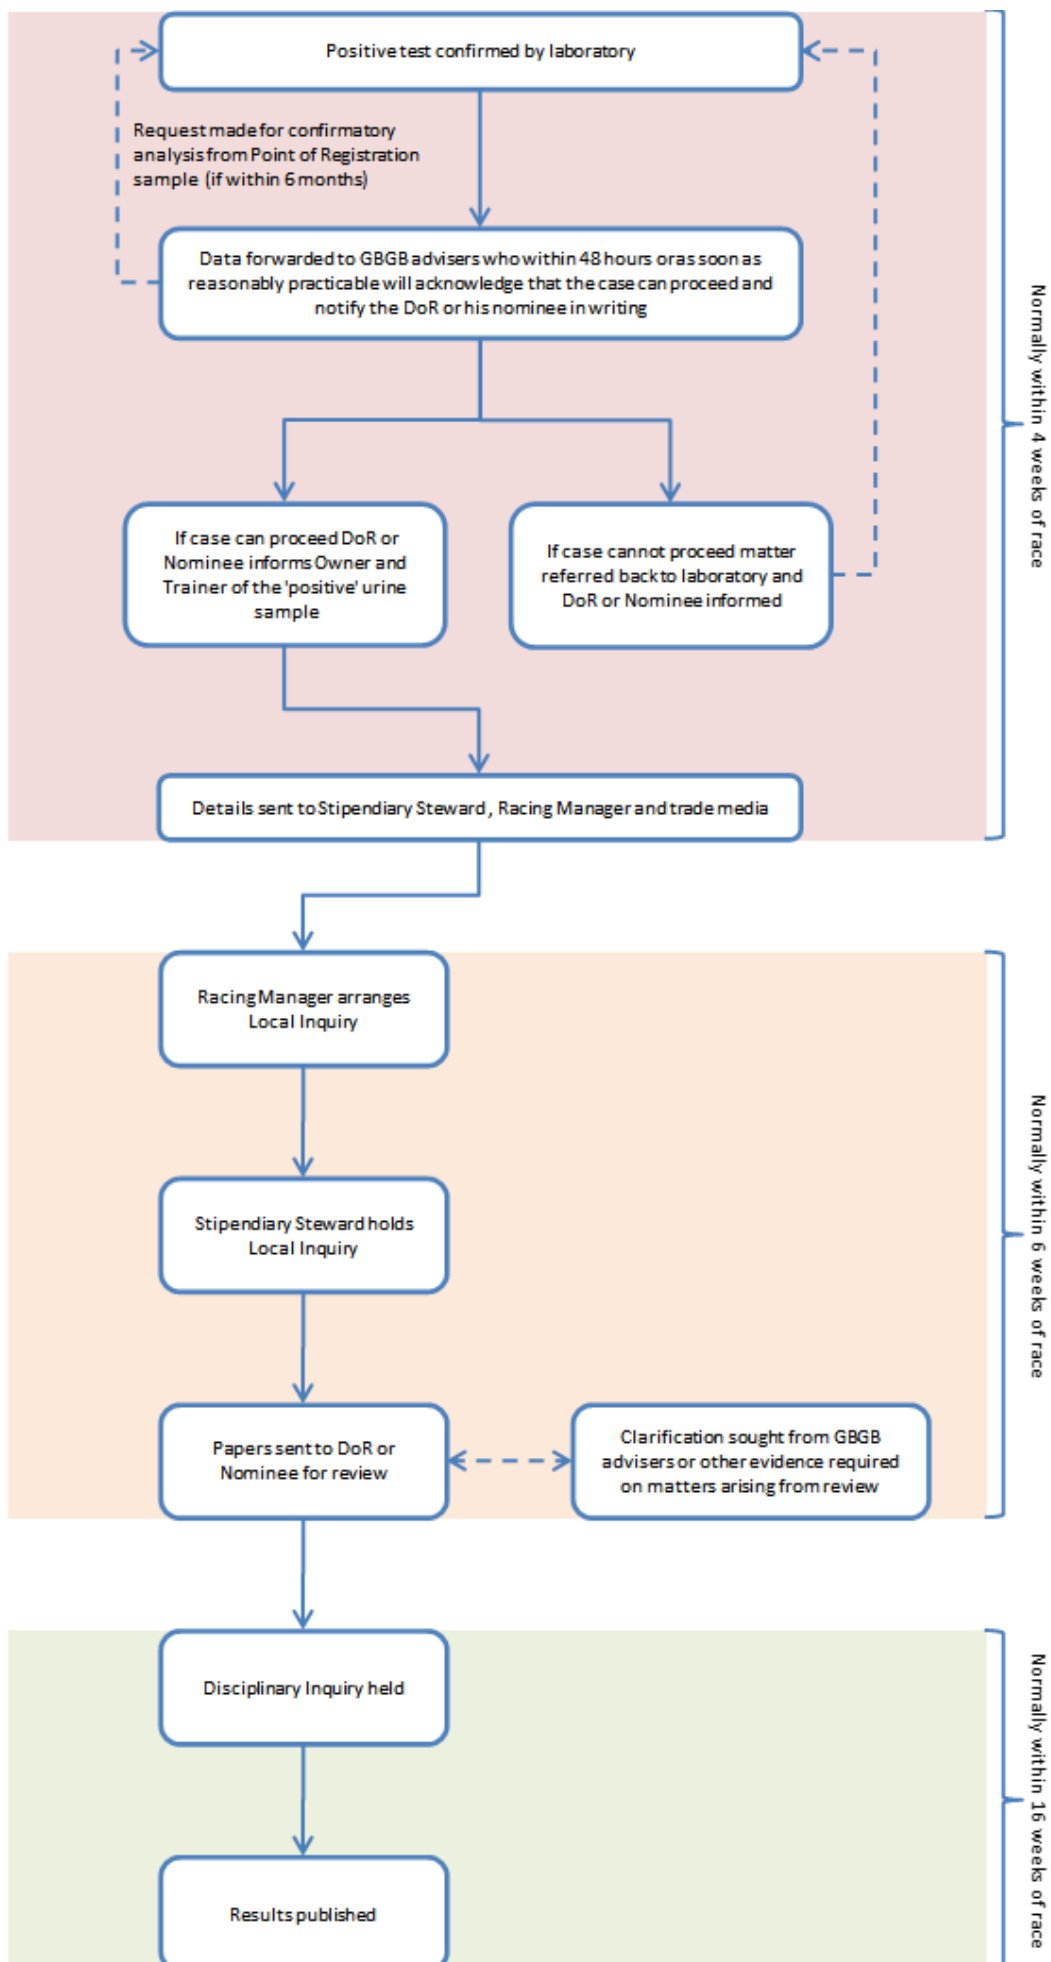 Positive test confirmed by laboratory
Request made for confirmatory
analysis from Point of Registration
sample (if within 6 months)
Data forwarded to GBGB advisers who within 48 hours or as soon as
reasonably practicable will acknowledge that the case can proceed and
notify the DoR or his nominee in writing
If case can proceed DoR or
Nominee informs Owner and
Trainer of the 'positive' urine
sample
If case cannot proceed matter
referred back to laboratory and
DoR or Nominee informed
Details sent to Stipendiary Steward , Racing Manager and trade media
Normally within 4 weeks of race
Racing Manager arranges
Local Inquiry
Stipendiary Steward holds
Local Inquiry
Papers sent to DoR or
Nominee for review
Clarification sought from GBGB
advisers or other evidence required
on matters arising from review
Normally within 6 weeks of race
Disciplinary Inquiry held
Results published
Normally within 16 weeks of race